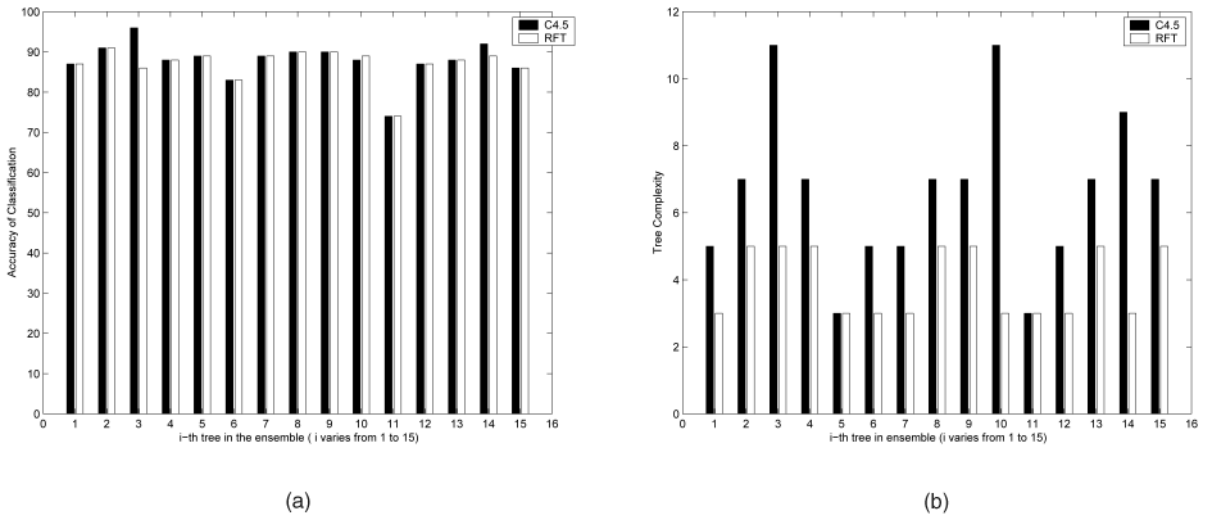 100
90
80
70
60
50
40
30
20
10
0
Accuracy of Classification
C4.5
RFT
0 1 2 3 4 5 6 7 8 9 10 11 12 13 14 15 16
i−th tree in the ensemble ( i varies from 1 to 15)
(a)
12
10
8
6
4
2
0
Tree Complexity
C4.5
RFT
0 1 2 3 4 5 6 7 8 9 10 11 12 13 14 15 16
i−th tree in ensemble (i varies from 1 to 15)
(b)